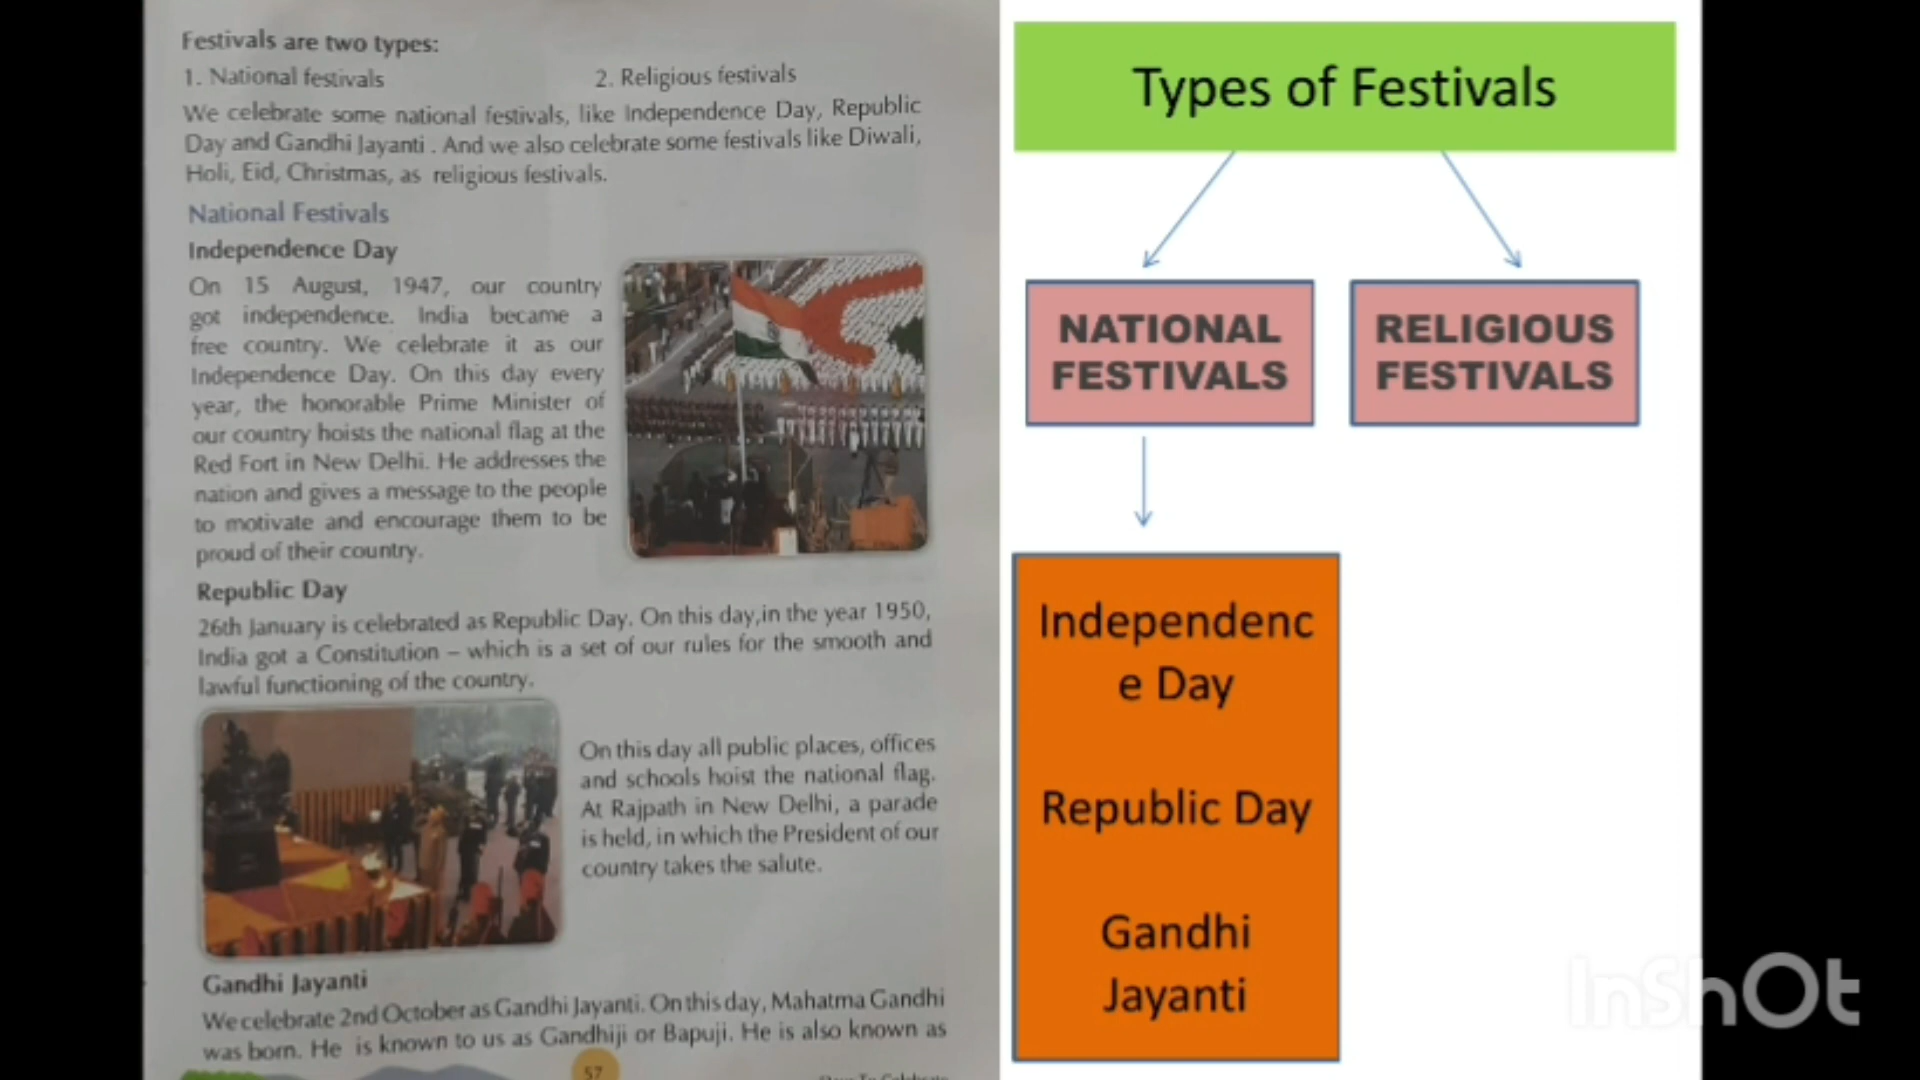 Festivals are two types:
1. National festivals 2. Religious festivals
We celebrate some national festivals, like Independence Day, Republic
Day and Gandhi Jayanti . And we also celebrate some festivals like Diwali,
Holi, Eid, Christmas, as religious festivals.
National Festivals
Independence Day
On 15 August, 1947, our country
got independence. India became a
free country. We celebrate it as our
Independence Day. On this day every
year, the honorable Prime Minister of
our country hoists the national flag at the
Red Fort in New Delhi. He addresses the
nation and gives a message to the people
to motivate and encourage them to be
proud of their country.
Republic Day
26th January is celebrated as Republic Day. On this day,in the year 1950,
India got a Constitution – which is a set of our rules for the smooth and
lawful functioning of the country.
On this day all public places, offices
and schools hoist the national flag.
At Rajpath in New Delhi, a parade
is held, in which the President of our
country takes the salute.
Gandhi Jayanti
We celebrate 2nd October as Gandhi Jayanti. On this day, Mahatma Gandhi
was born. He is known to us as Gandhiji or Bapuji. He is also known as
57
Types of Festivals
NATIONAL
FESTIVALS
RELIGIOUS
FESTIVALS
Independenc
e Day
Republic Day
Gandhi
Jayanti
InShOt